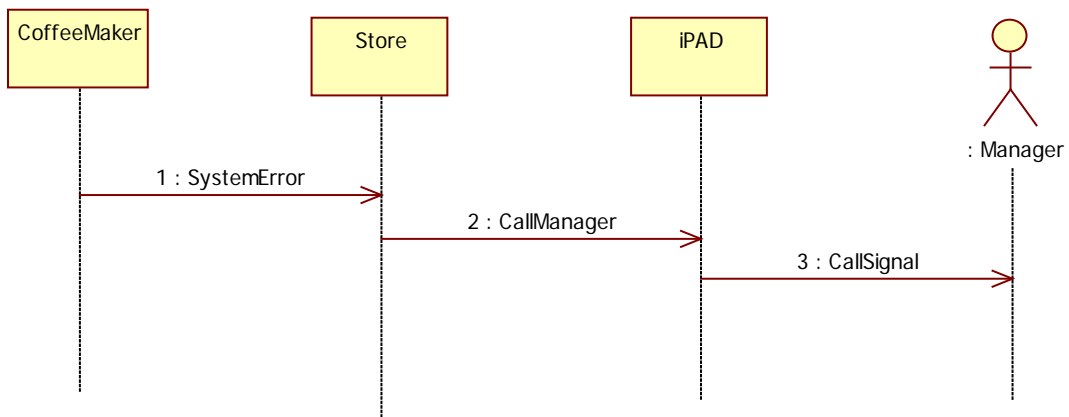 CoffeeMaker
Store
iPAD
: Manager
1 : SystemError
2 : CallManager
3 : CallSignal